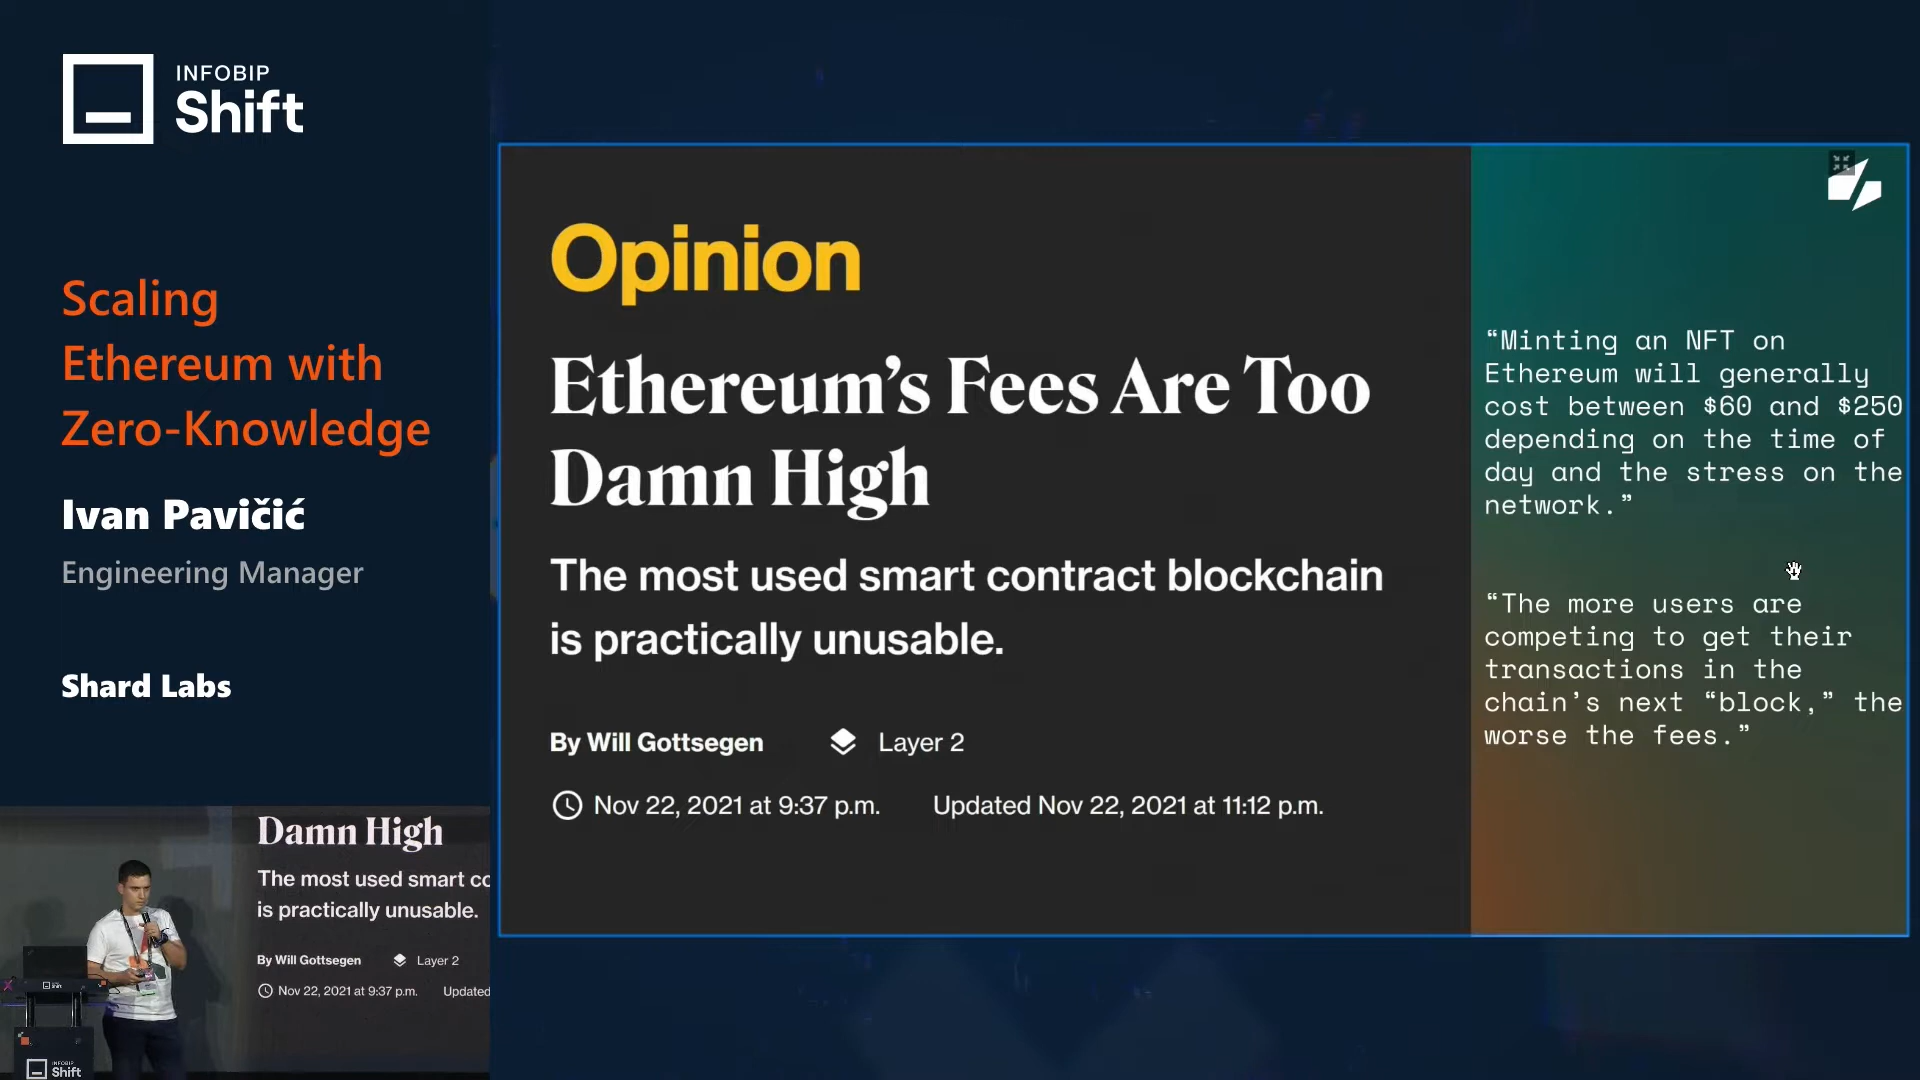 INFOBIP
Shift
Scaling
Ethereum with
Zero-Knowledge
Ivan Pavičić
Engineering Manager
Shard Labs
Opinion
Ethereum’s Fees Are Too
Damn High
The most used smart contract blockchain
is practically unusable.
By Will Gottsegen
Layer 2
Nov 22, 2021 at 9:37 p.m.
Updated Nov 22, 2021 at 11:12 p.m.
“Minting an NFT on
Ethereum will generally
cost between $60 and $250
depending on the time of
day and the stress on the
network.”
“The more users are
competing to get their
transactions in the
chain’s next “block,” the
worse the fees.”
Damn High
The most used smart co
is practically unusable.
By Will Gottsegen
Layer 2
Nov 22, 2021 at 9:37 p.m.
Updated
INFOBIP
Shift